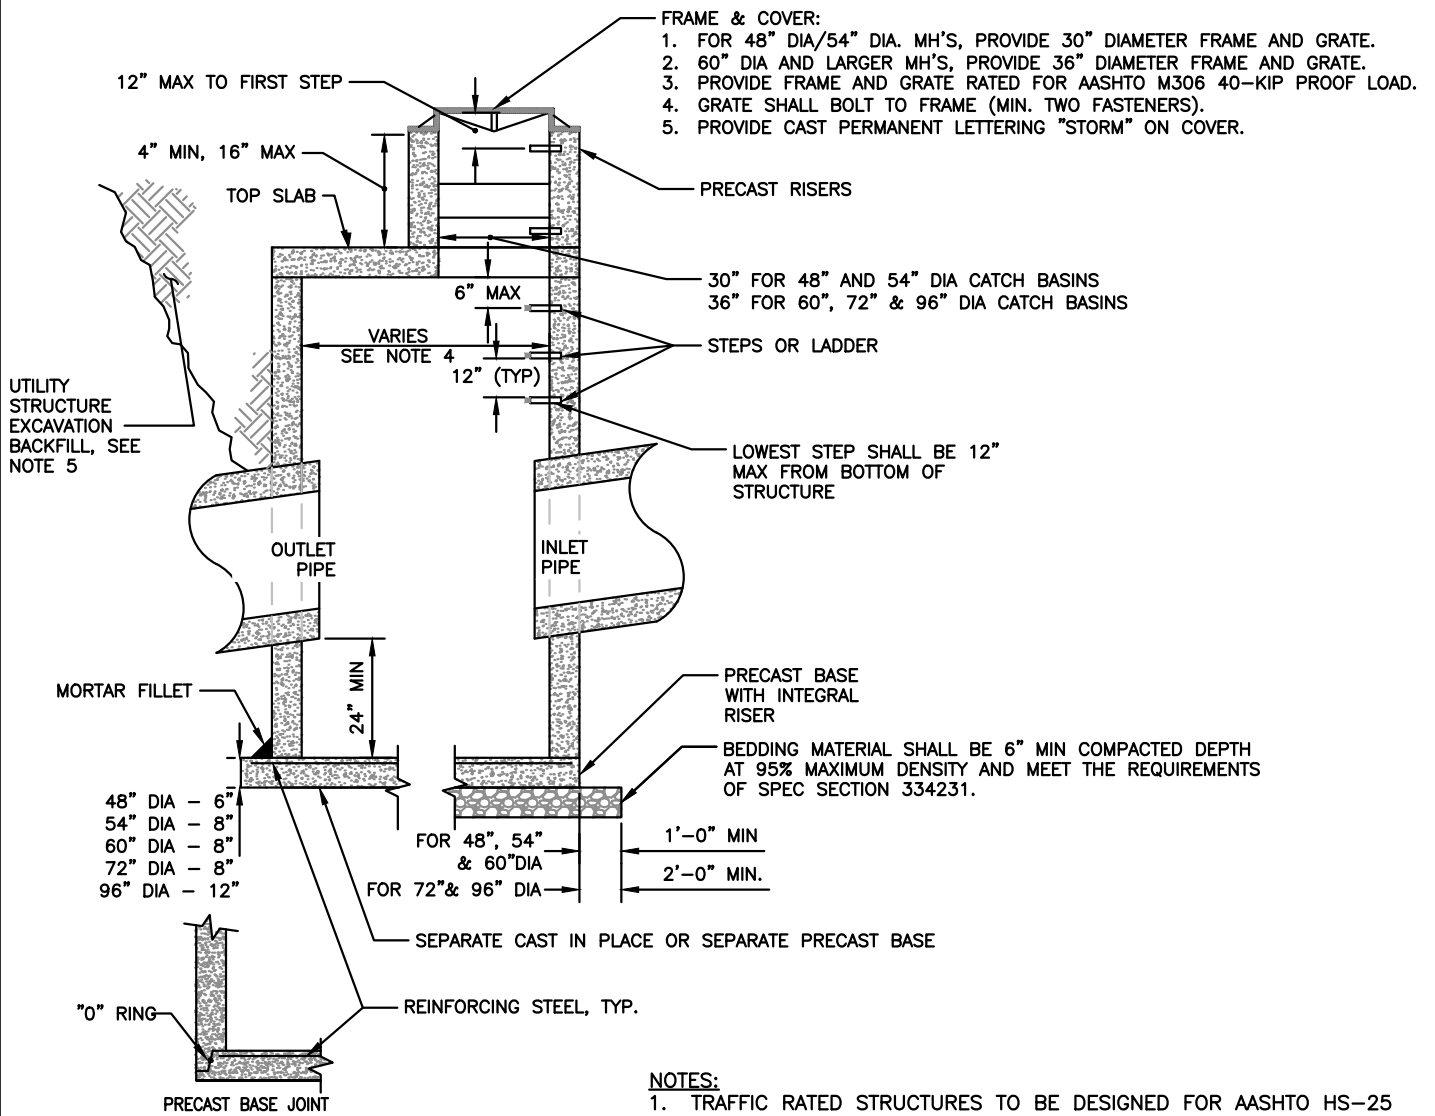 FRAME & COVER:
1. FOR 48" DIA/54" DIA. MH'S, PROVIDE 30" DIAMETER FRAME AND GRATE.
2. 60" DIA AND LARGER MH'S, PROVIDE 36" DIAMETER FRAME AND GRATE.
3. PROVIDE FRAME AND GRATE RATED FOR AASHTO M306 40-KIP PROOF LOAD.
4. GRATE SHALL BOLT TO FRAME (MIN. TWO FASTENERS).
5. PROVIDE CAST PERMANENT LETTERING "STORM" ON COVER.
12" MAX TO FIRST STEP
4" MIN, 16" MAX
TOP SLAB
PRECAST RISERS
30" FOR 48" AND 54" DIA CATCH BASINS
36" FOR 60", 72" & 96" DIA CATCH BASINS
6" MAX
VARIES
SEE NOTE 4
12" (TYP)
STEPS OR LADDER
UTILITY
STRUCTURE
EXCAVATION
BACKFILL, SEE
NOTE 5
LOWEST STEP SHALL BE 12"
MAX FROM BOTTOM OF
STRUCTURE
OUTLET
PIPE
INLET
PIPE
24" MIN
MORTAR FILLET
PRECAST BASE
WITH INTEGRAL
RISER
BEDDING MATERIAL SHALL BE 6" MIN COMPACTED DEPTH
AT 95% MAXIMUM DENSITY AND MEET THE REQUIREMENTS
OF SPEC SECTION 334231.
48" DIA - 6"
54" DIA - 8"
60" DIA - 8"
72" DIA - 8"
96" DIA - 12"
FOR 48", 54"
& 60"DIA
1'-0" MIN
FOR 72"& 96" DIA
2'-0" MIN.
SEPARATE CAST IN PLACE OR SEPARATE PRECAST BASE
REINFORCING STEEL, TYP.
"O" RING
PRECAST BASE JOINT
NOTES:
1. TRAFFIC RATED STRUCTURES TO BE DESIGNED FOR AASHTO HS-25